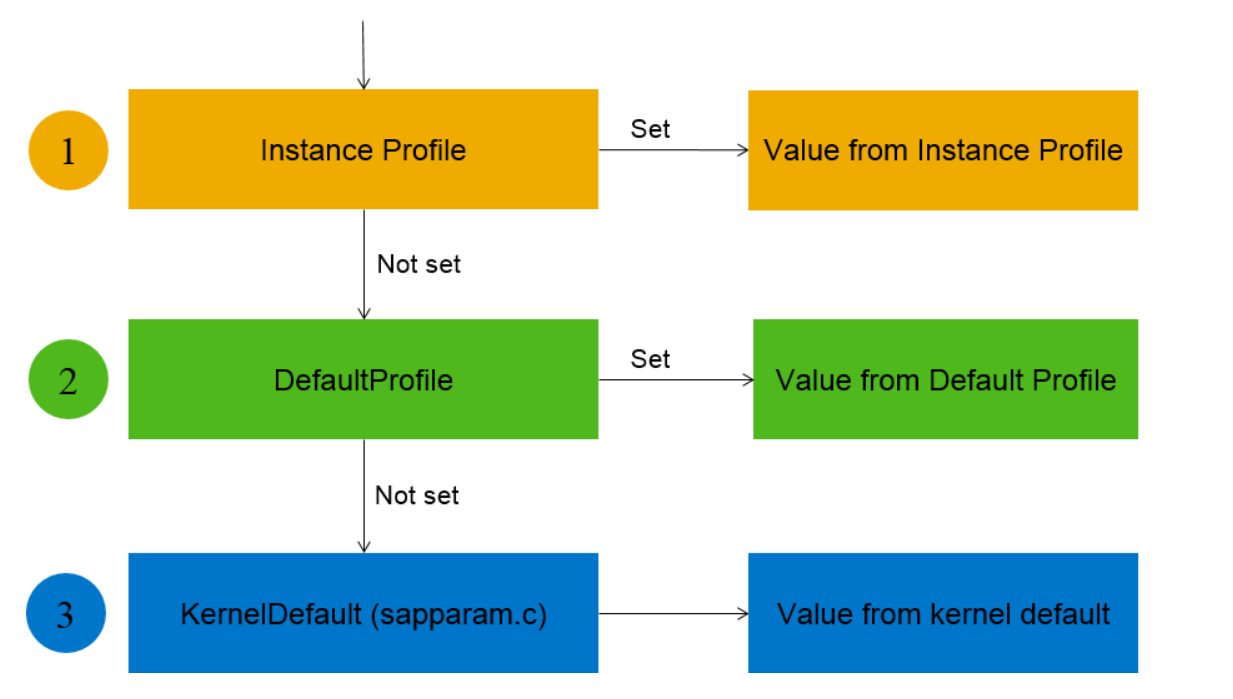 1
Instance Profile
Set
Value from Instance Profile
Not set
2
DefaultProfile
Set
Value from Default Profile
Not set
3
KernelDefault (sapparam.c)
Value from kernel default